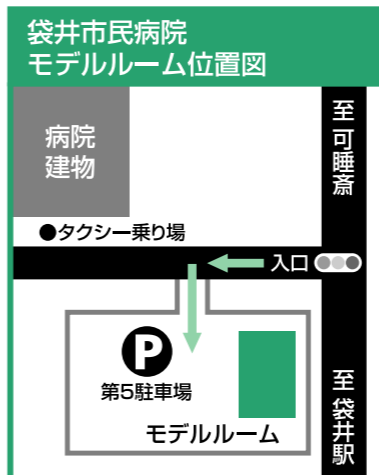 袋井市民病院
モデルルーム位置図
病院
建物
至 可睡斎
●タクシー乗り場
入口
P
第5駐車場
モデルルーム
至 袋井駅